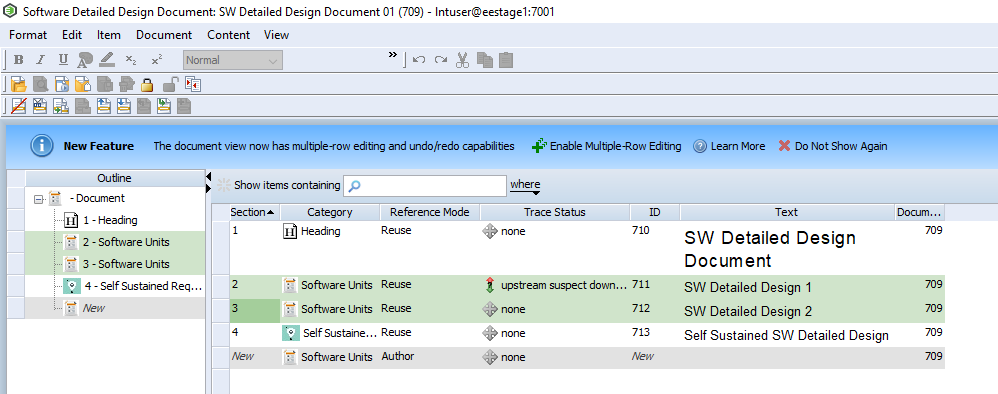 Software Detailed Design Document: SW Detailed Design Document 01 (709) - Intuser@eestage1:7001
Format Edit Item Document Content View
B I U x₂ x² Normal »
i New Feature The document view now has multiple-row editing and undo/redo capabilities Enable Multiple-Row Editing ? Learn More Do Not Show Again
Outline
- Document
H 1 - Heading
2 - Software Units
3 - Software Units
4 - Self Sustained Req...
New
Show items containing where
Section Category Reference Mode Trace Status ID Text Docum...
1 H Heading Reuse none 710 SW Detailed Design 709
Document
2 Software Units Reuse upstream suspect down... 711 SW Detailed Design 1 709
3 Software Units Reuse none 712 SW Detailed Design 2 709
4 Self Sustaine... Reuse none 713 Self Sustained SW Detailed Design 709
New Software Units Author none New 709